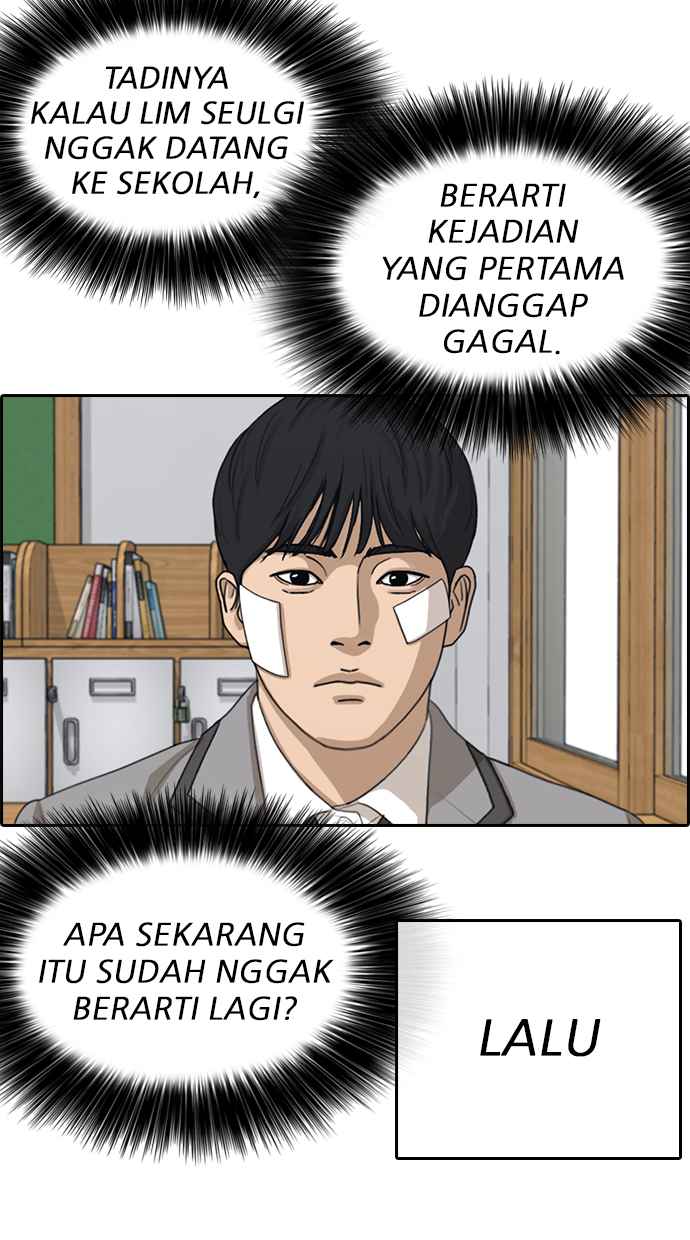 TADINYA
KALAU LIM SEULGI
NGGAK DATANG
KE SEKOLAH,
BERARTI
KEJADIAN
YANG PERTAMA
DIANGGAP
GAGAL.
APA SEKARANG
ITU SUDAH NGGAK
BERARTI LAGI?
LALU